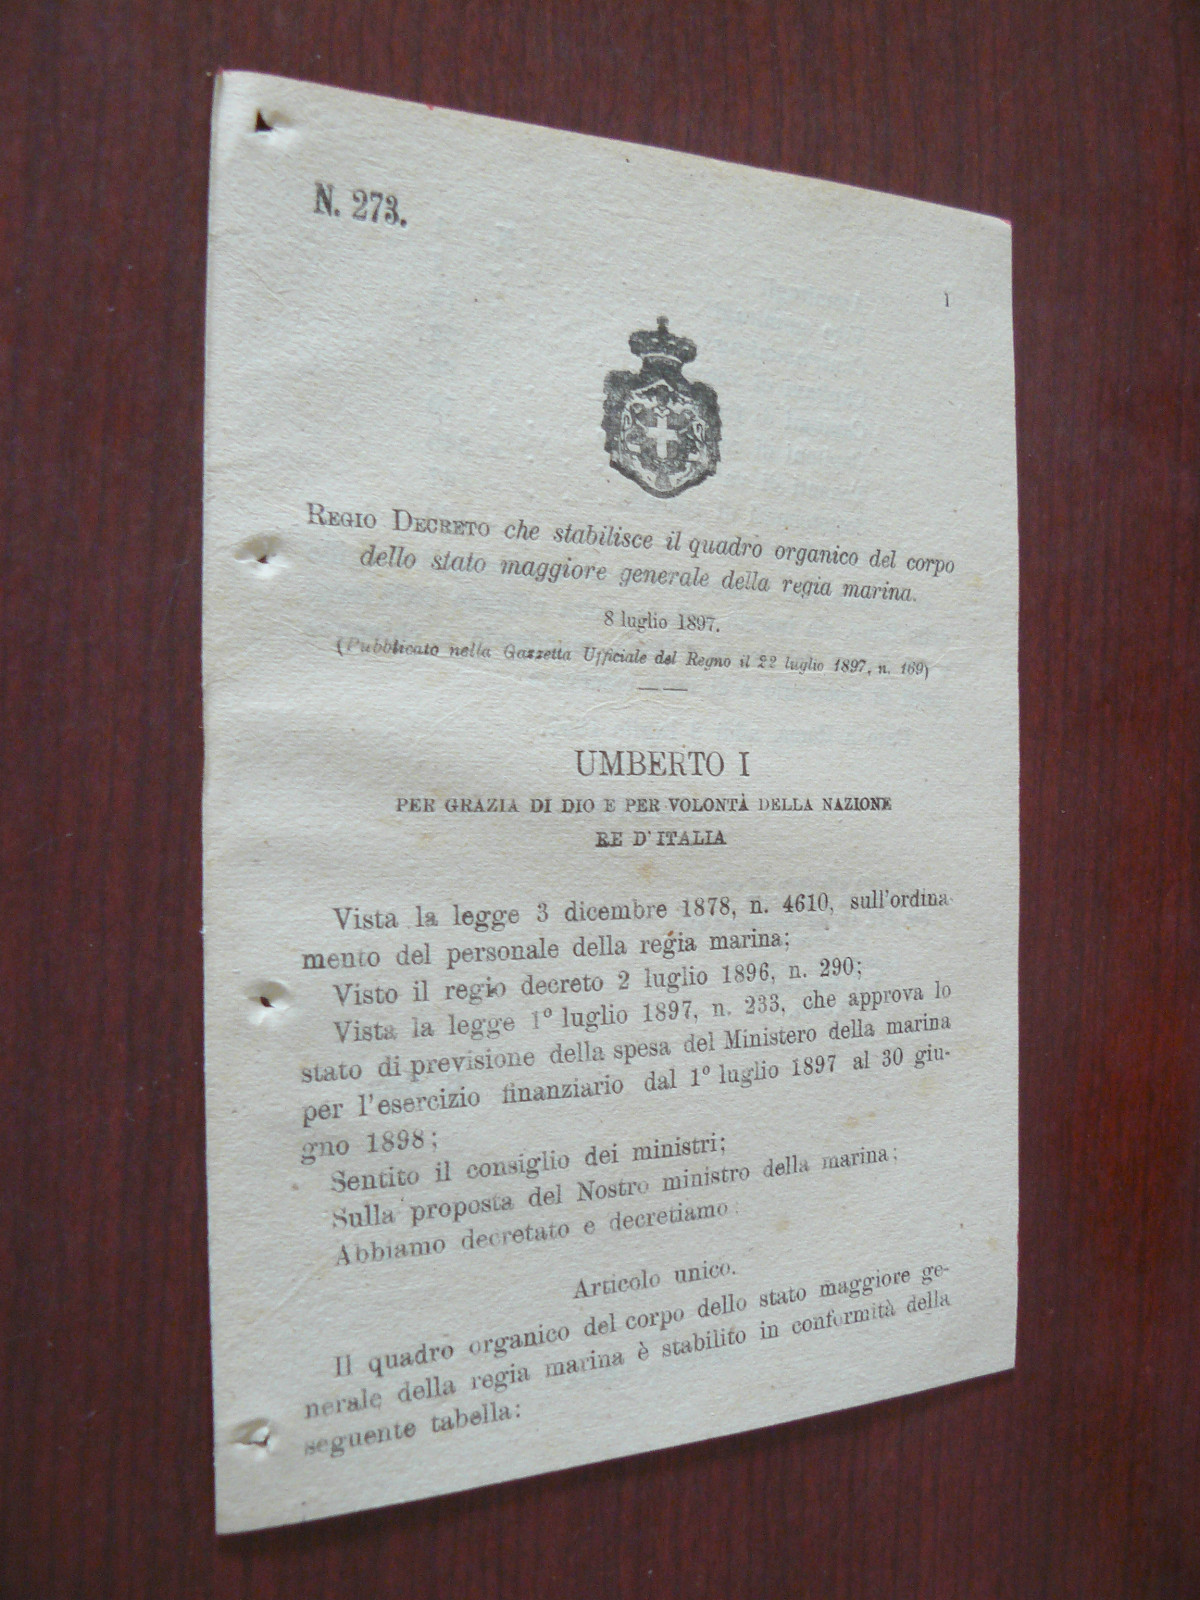 N. 273.
1
REGIO DECRETO che stabilisce il quadro organico del corpo
dello stato maggiore generale della regia marina.
8 luglio 1897.
(Pubblicato nella Gazzetta Ufficiale del Regno il 22 luglio 1897, n. 169)
UMBERTO I
PER GRAZIA DI DIO E PER VOLONTÀ DELLA NAZIONE
RE D'ITALIA
Vista la legge 3 dicembre 1878, n. 4610, sull'ordina-
mento del personale della regia marina;
Visto il regio decreto 2 luglio 1896, n. 290;
Vista la legge 1º luglio 1897, n. 233, che approva lo
stato di previsione della spesa del Ministero della marina
per l'esercizio finanziario dal 1º luglio 1897 al 30 giu-
gno 1898;
Sentito il consiglio dei ministri;
Sulla proposta del Nostro ministro della marina;
Abbiamo decretato e decretiamo:
Articolo unico.
Il quadro organico del corpo dello stato maggiore ge-
nerale della regia marina è stabilito in conformità della
seguente tabella: